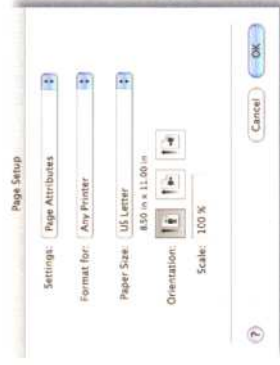 Page Setup
Settings: Page Attributes
Format for: Any Printer
Paper Size: US Letter
8.50 in x 11.00 in
Orientation:
Scale: 100 %
?
Cancel
OK